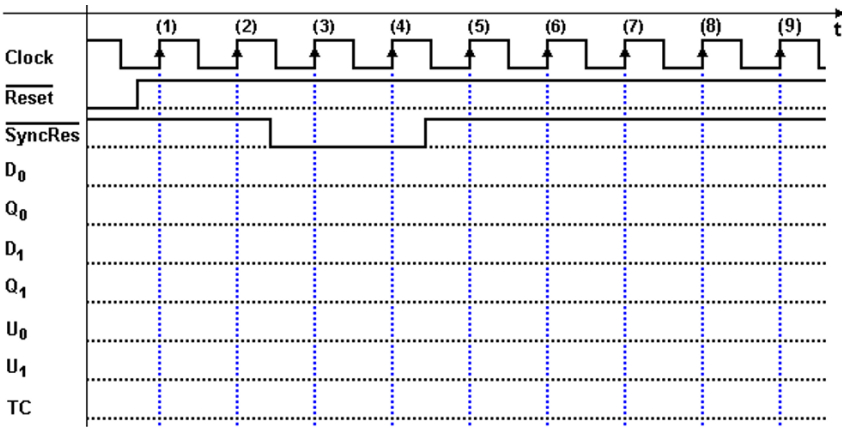 (1) (2) (3) (4) (5) (6) (7) (8) (9)
t
Clock
Reset
SyncRes
D0
Q0
D1
Q1
U0
U1
TC